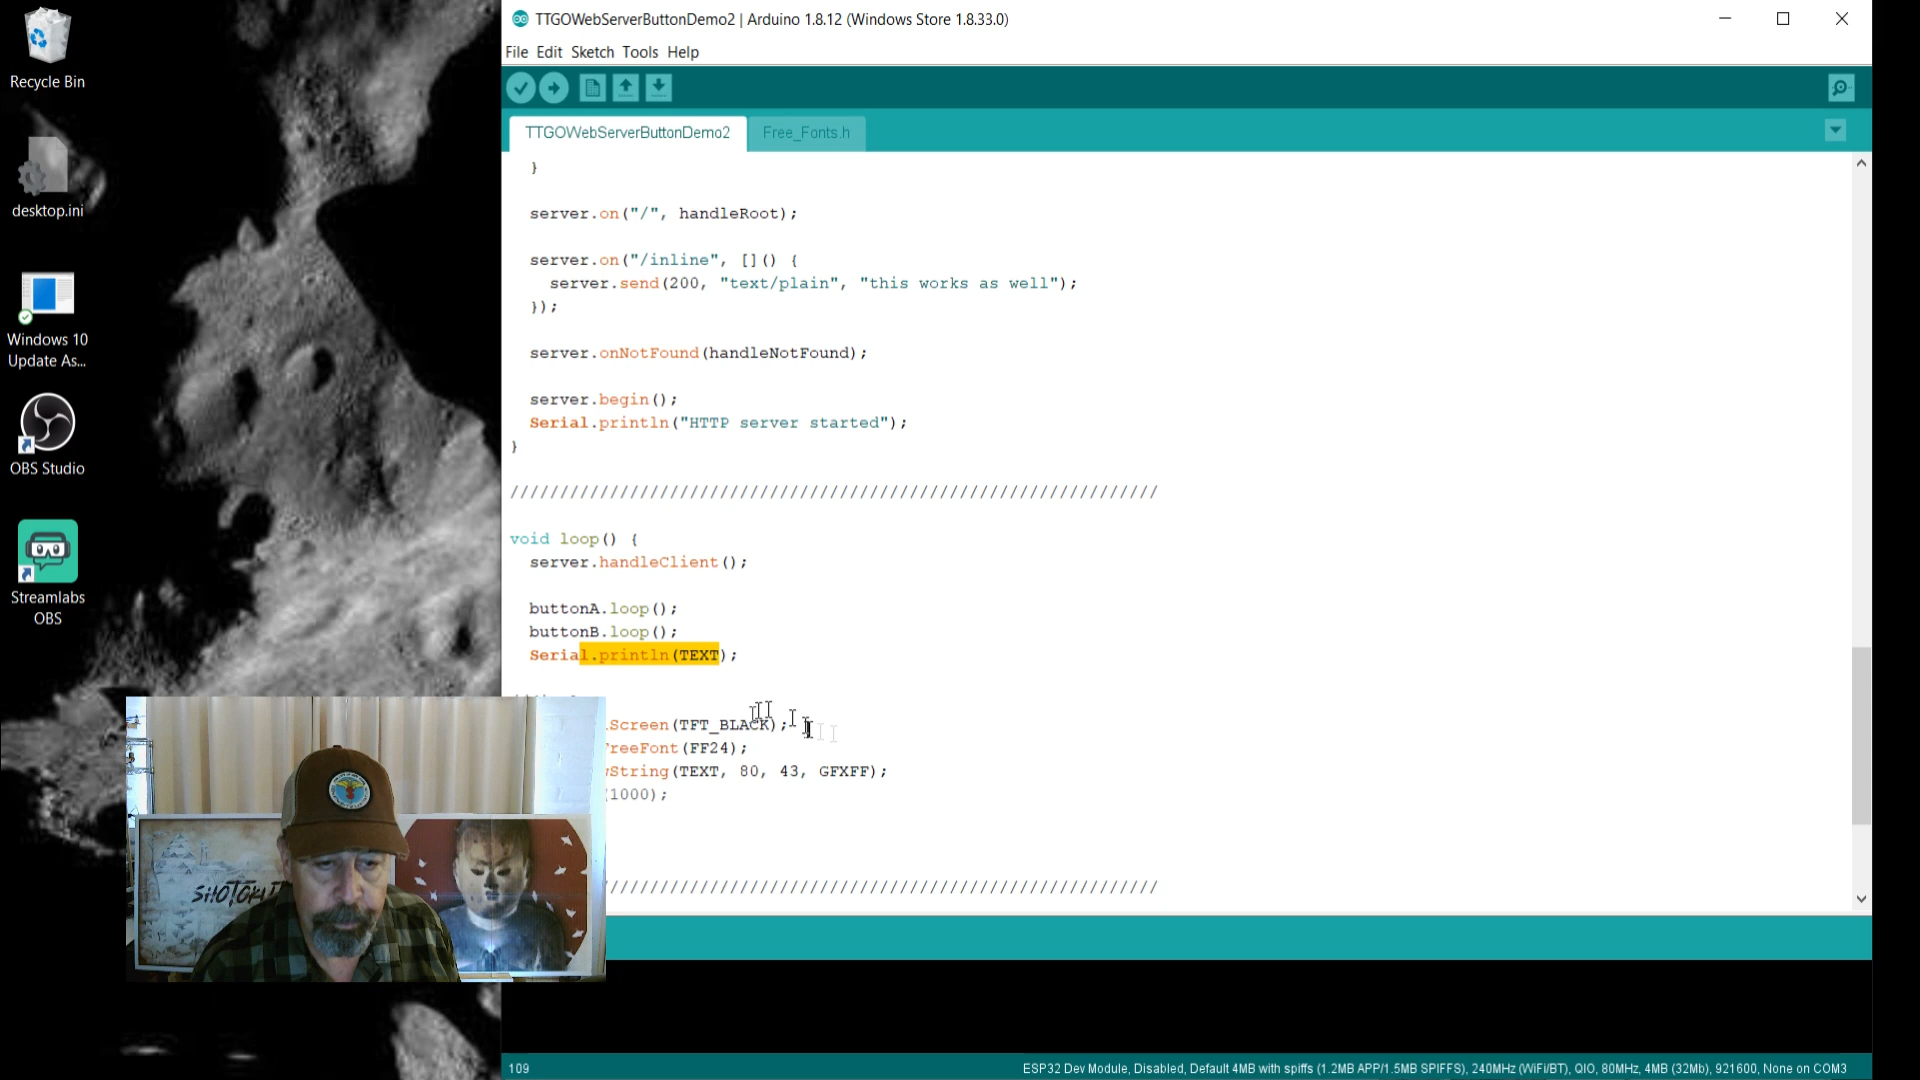 Recycle Bin
desktop.ini
Windows 10
Update As...
OBS Studio
Streamlabs
OBS
TTGOWebServerButtonDemo2 | Arduino 1.8.12 (Windows Store 1.8.33.0)
File Edit Sketch Tools Help
TTGOWebServerButtonDemo2 Free_Fonts.h
}
server.on("/", handleRoot);
server.on("/inline", []() {
server.send(200, "text/plain", "this works as well");
});
server.onNotFound(handleNotFound);
server.begin();
Serial.println("HTTP server started");
}
/////////////////////////////////////////////////////////////////
void loop() {
server.handleClient();
buttonA.loop();
buttonB.loop();
Serial.println(TEXT);
Screen(TFT_BLACK);
reeFont(FF24);
String(TEXT, 80, 43, GFXFF);
(1000);
///////////////////////////////////////////////////////
SHOTOKU
109
ESP32 Dev Module, Disabled, Default 4MB with spiffs (1.2MB APP/1.5MB SPIFFS), 240MHz (WiFi/BT), QIO, 80MHz, 4MB (32Mb), 921600, None on COM3